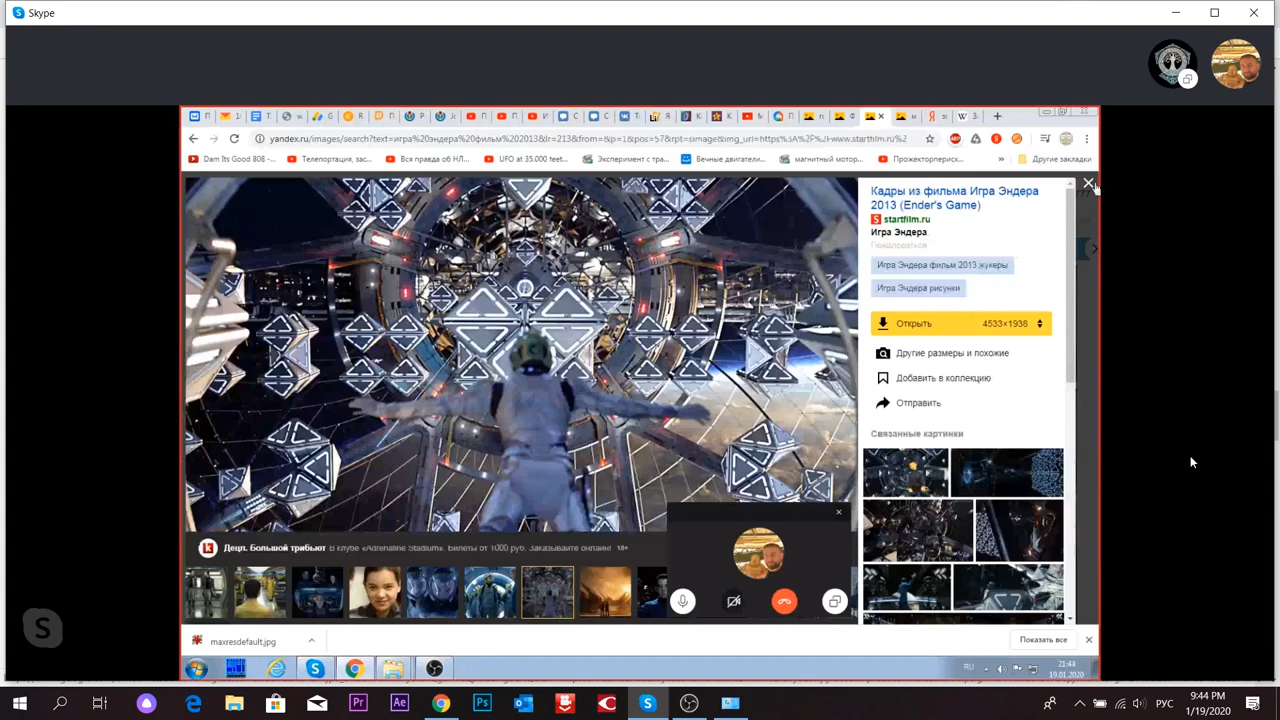 Skype
yandex.ru/images/search?text=игра%20эндера%20фильм%202013&lr=213&from=&p=1&pos=57&rpt=simage&img_url=https%3A%2F%2Fwww.startfilm.ru%2
Dam Its Good 808 -...
Телепортация, зас...
Вся правда об НЛ...
UFO at 35.000 feet...
Эксперимент с тра...
Вечные двигатели...
магнитный мотор...
Прожекторперис...
»
Другие закладки
Кадры из фильма Игра Эндера
2013 (Ender's Game)
startfilm.ru
Игра Эндера
Пожаловаться
Игра Эндера фильм 2013 жукеры
Игра Эндера рисунки
Открыть 4533×1938
Другие размеры и похожие
Добавить в коллекцию
Отправить
Связанные картинки
Децл. Большой трибьют В клубе «Adrenaline Stadium». Билеты от 1000 руб. Заказывайте онлайн! 18+
maxresdefault.jpg
Показать все
RU
21:44
19.01.2020
Pr
Ae
Ps
РУС
9:44 PM
1/19/2020